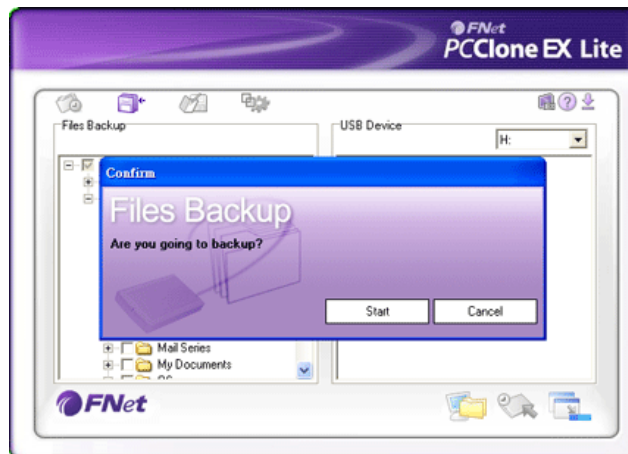 FNet
PCClone EX Lite
Files Backup
USB Device
H:
Confirm
Files Backup
Are you going to backup?
Start
Cancel
Mail Series
My Documents
FNet